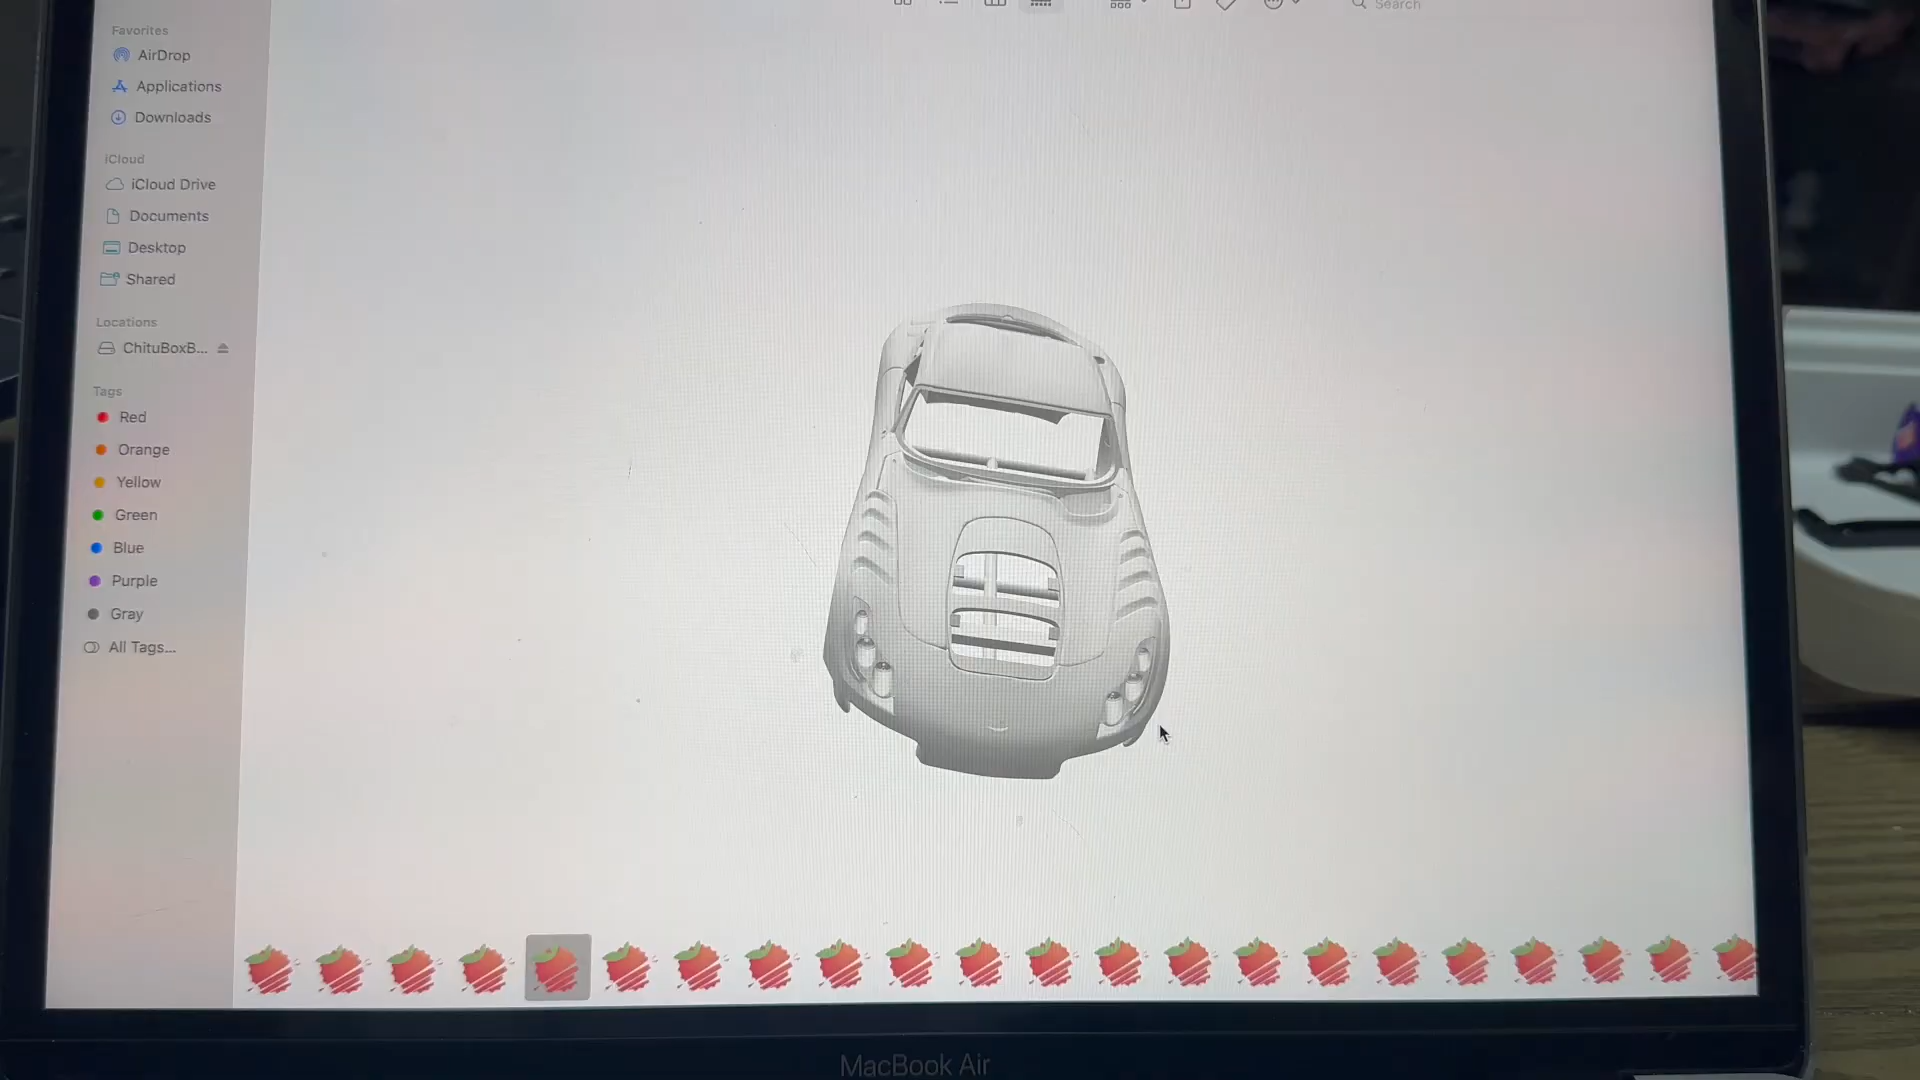 Search
Favorites
AirDrop
Applications
Downloads
iCloud
iCloud Drive
Documents
Desktop
Shared
Locations
ChituBoxB...
Tags
Red
Orange
Yellow
Green
Blue
Purple
Gray
All Tags...
MacBook Air